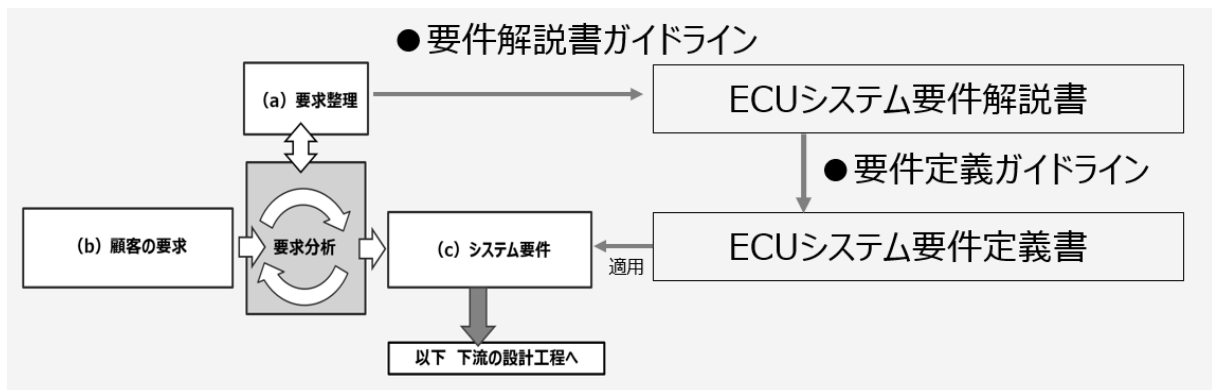 ●要件解説書ガイドライン
(a) 要求整理
ECUシステム要件解説書
●要件定義ガイドライン
(b) 顧客の要求
要求分析
(c) システム要件
適用
ECUシステム要件定義書
以下 下流の設計工程へ